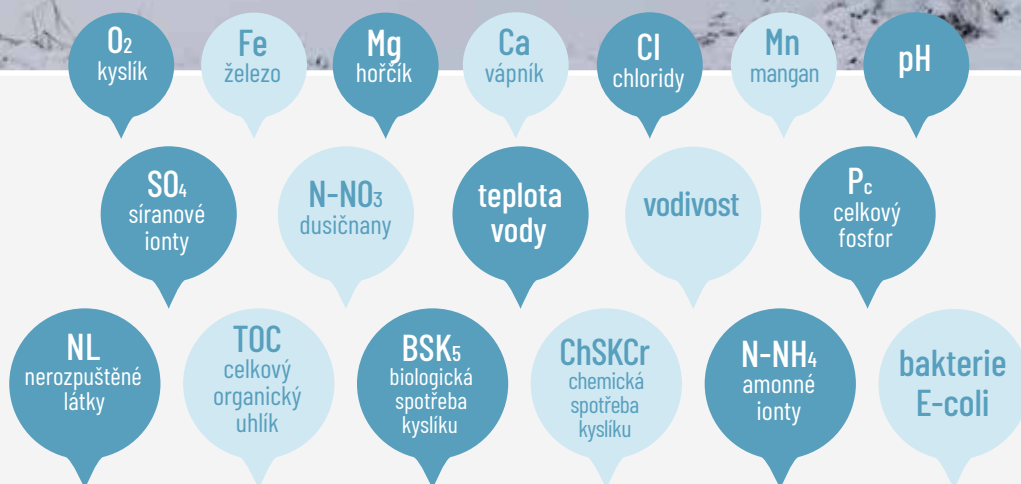 O₂
kyslík
Fe
železo
Mg
hořčík
Ca
vápník
Cl
chloridy
Mn
mangan
pH
SO₄
síranové
ionty
N-NO₃
dusičnany
teplota
vody
vodivost
Pc
celkový
fosfor
NL
nerozpuštěné
látky
TOC
celkový
organický
uhlík
BSK₅
biologická
spotřeba
kyslíku
ChSKCr
chemická
spotřeba
kyslíku
N-NH₄
amonné
ionty
bakterie
E-coli